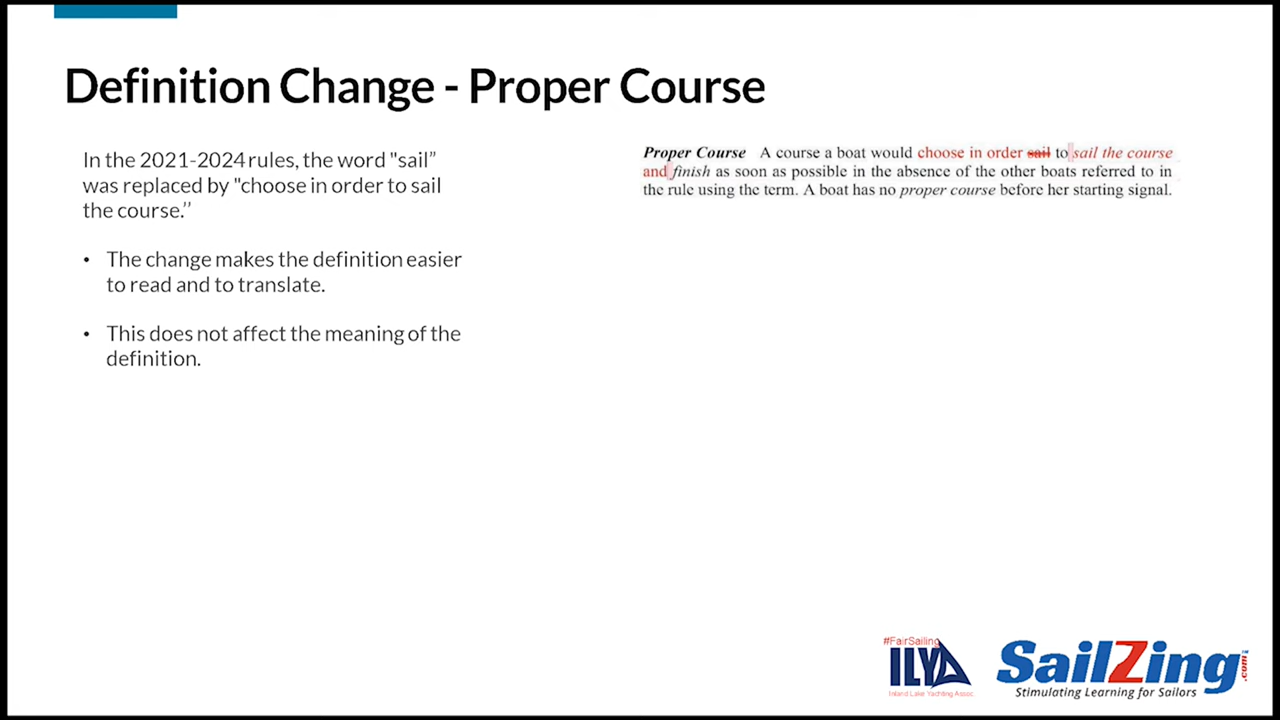 Definition Change - Proper Course
In the 2021-2024 rules, the word "sail”
was replaced by "choose in order to sail
the course.’’
• The change makes the definition easier
to read and to translate.
• This does not affect the meaning of the
definition.
Proper Course A course a boat would choose in order sail to sail the course
and finish as soon as possible in the absence of the other boats referred to in
the rule using the term. A boat has no proper course before her starting signal.
#FairSailing
ILYA
Inland Lake Yachting Assoc.
SailZing.com
Stimulating Learning for Sailors